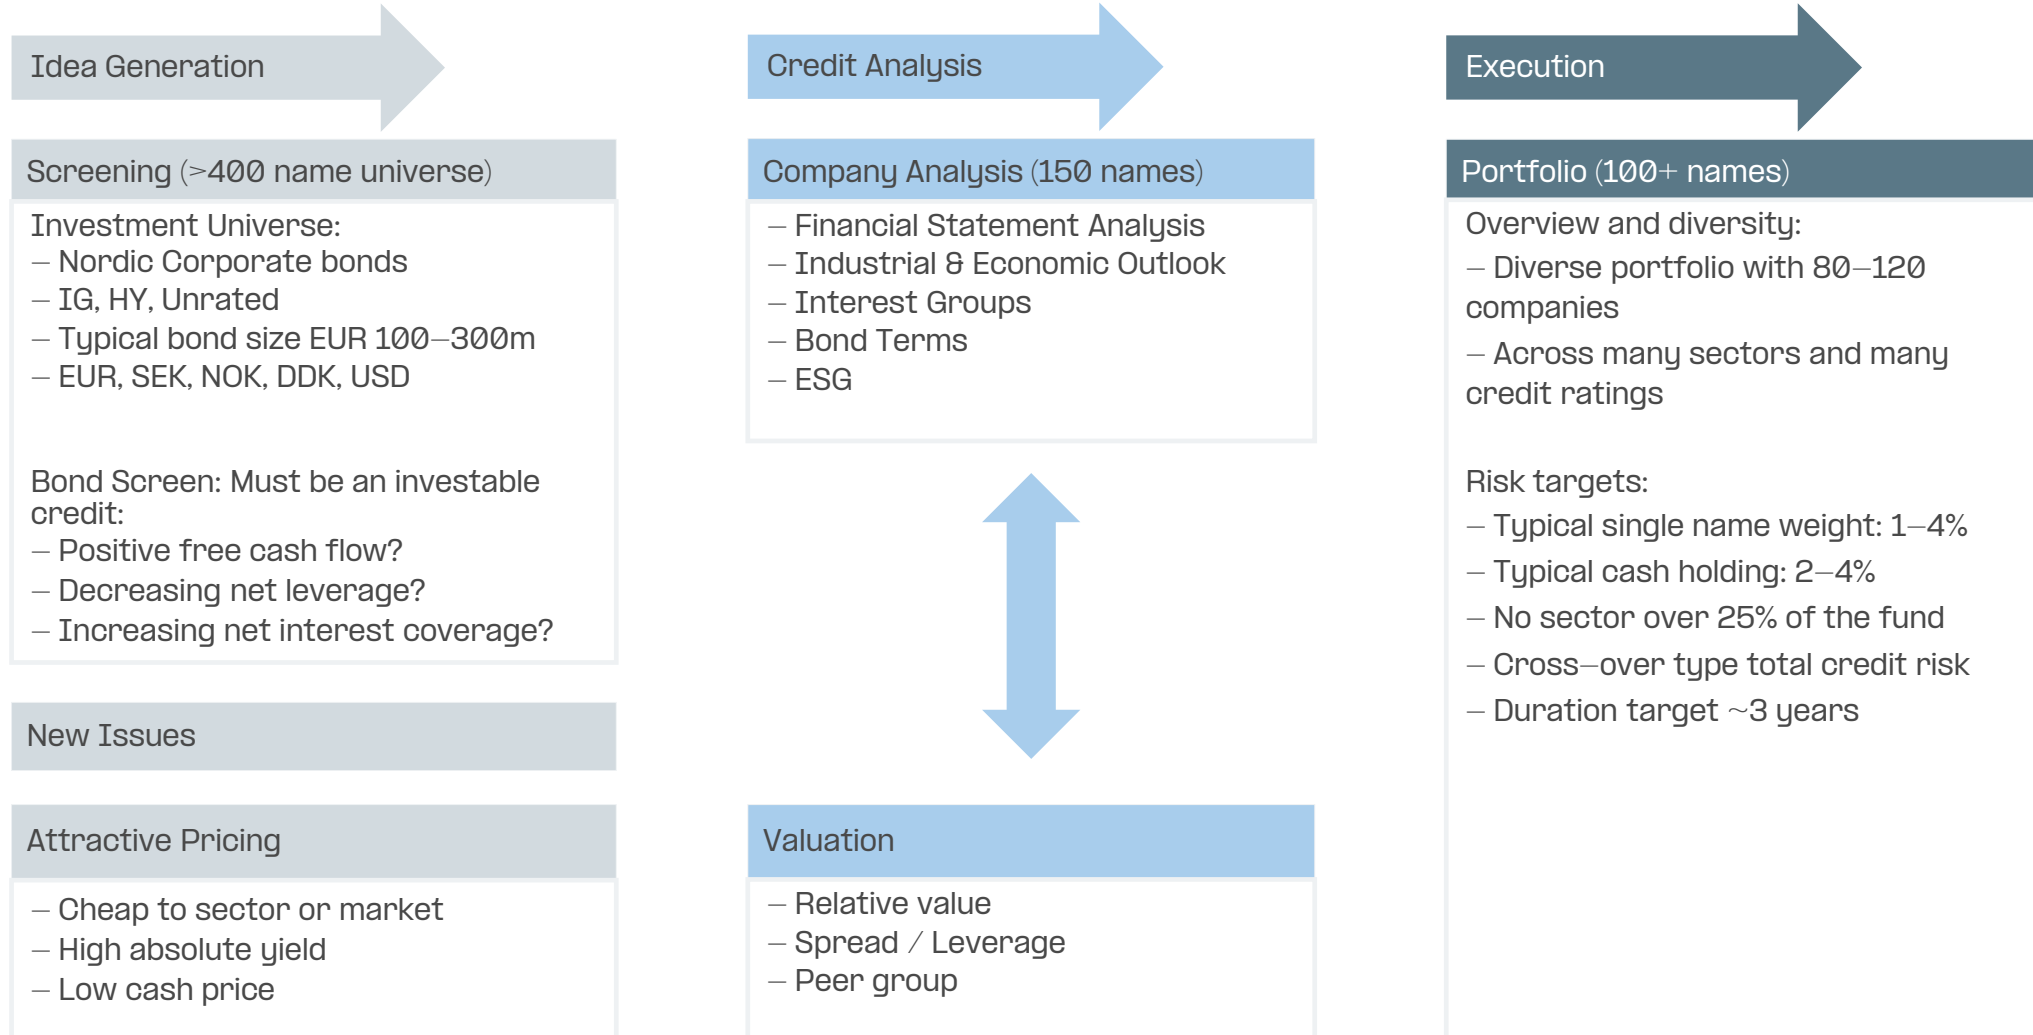 Idea Generation
Screening (>400 name universe)
Investment Universe:
– Nordic Corporate bonds
– IG, HY, Unrated
– Typical bond size EUR 100–300m
– EUR, SEK, NOK, DDK, USD
Bond Screen: Must be an investable
credit:
– Positive free cash flow?
– Decreasing net leverage?
– Increasing net interest coverage?
New Issues
Attractive Pricing
– Cheap to sector or market
– High absolute yield
– Low cash price
Credit Analysis
Company Analysis (150 names)
– Financial Statement Analysis
– Industrial & Economic Outlook
– Interest Groups
– Bond Terms
– ESG
Valuation
– Relative value
– Spread / Leverage
– Peer group
Execution
Portfolio (100+ names)
Overview and diversity:
– Diverse portfolio with 80–120
companies
– Across many sectors and many
credit ratings
Risk targets:
– Typical single name weight: 1–4%
– Typical cash holding: 2–4%
– No sector over 25% of the fund
– Cross–over type total credit risk
– Duration target ~3 years